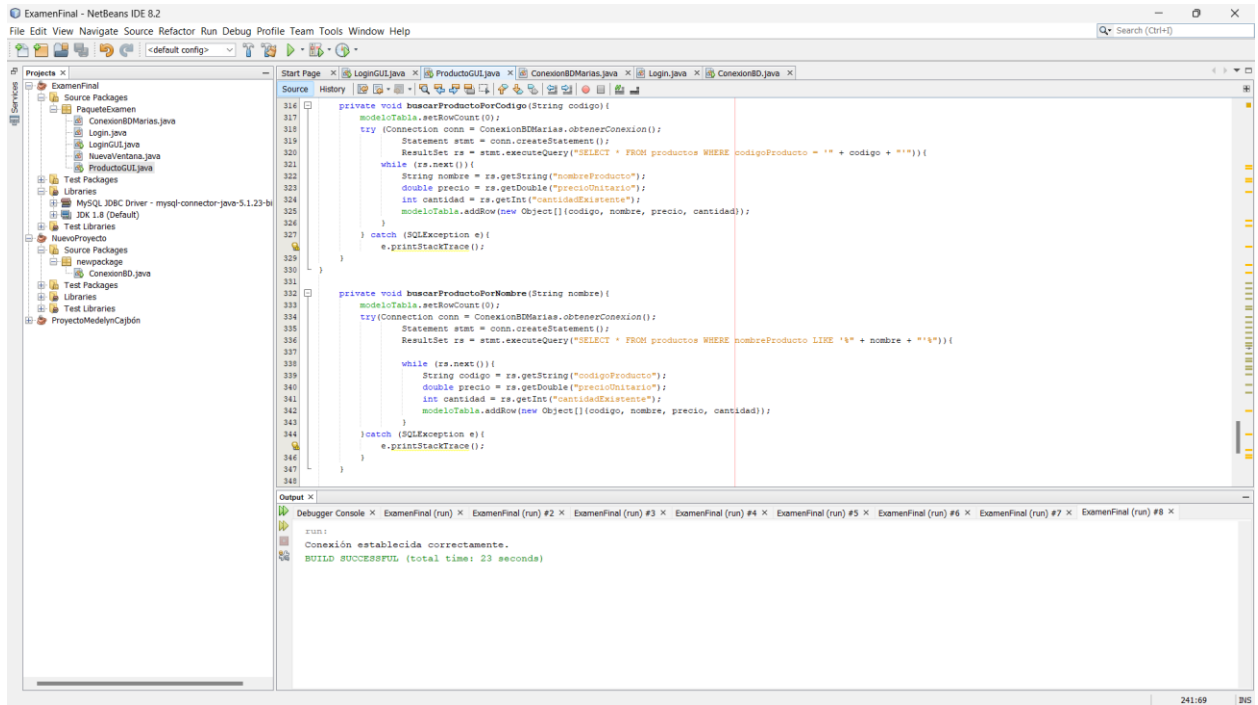 ExamenFinal - NetBeans IDE 8.2
File Edit View Navigate Source Refactor Run Debug Profile Team Tools Window Help
Search (Ctrl+I)
<default config>
Projects
Services
ExamenFinal
Source Packages
PaqueteExamen
ConexionBDMarias.java
Login.java
LoginGUI.java
NuevaVentana.java
ProductoGUI.java
Test Packages
Libraries
MySQL JDBC Driver - mysql-connector-java-5.1.23-bi
JDK 1.8 (Default)
Test Libraries
NuevoProyecto
Source Packages
newpackage
ConexionBD.java
Test Packages
Libraries
Test Libraries
ProyectoMedelynCajbón
Start Page LoginGUI.java ProductoGUI.java ConexionBDMarias.java Login.java ConexionBD.java
Source History
316 private void buscarProductoPorCodigo(String codigo){
317 modeloTabla.setRowCount(0);
318 try (Connection conn = ConexionBDMarias.obtenerConexion();
319 Statement stmt = conn.createStatement();
320 ResultSet rs = stmt.executeQuery("SELECT * FROM productos WHERE codigoProducto = '" + codigo + "'")){
321 while (rs.next()){
322 String nombre = rs.getString("nombreProducto");
323 double precio = rs.getDouble("precioUnitario");
324 int cantidad = rs.getInt("cantidadExistente");
325 modeloTabla.addRow(new Object[]{codigo, nombre, precio, cantidad});
326 }
327 } catch (SQLException e){
e.printStackTrace();
329 }
330 }
331
332 private void buscarProductoPorNombre(String nombre){
333 modeloTabla.setRowCount(0);
334 try(Connection conn = ConexionBDMarias.obtenerConexion();
335 Statement stmt = conn.createStatement();
336 ResultSet rs = stmt.executeQuery("SELECT * FROM productos WHERE nombreProducto LIKE '%" + nombre + "'%")){
337
338 while (rs.next()){
339 String codigo = rs.getString("codigoProducto");
340 double precio = rs.getDouble("precioUnitario");
341 int cantidad = rs.getInt("cantidadExistente");
342 modeloTabla.addRow(new Object[]{codigo, nombre, precio, cantidad});
343 }
344 }catch (SQLException e){
e.printStackTrace();
346 }
347 }
348
Output
Debugger Console ExamenFinal (run) ExamenFinal (run) #2 ExamenFinal (run) #3 ExamenFinal (run) #4 ExamenFinal (run) #5 ExamenFinal (run) #6 ExamenFinal (run) #7 ExamenFinal (run) #8
run:
Conexión establecida correctamente.
BUILD SUCCESSFUL (total time: 23 seconds)
241:69 INS